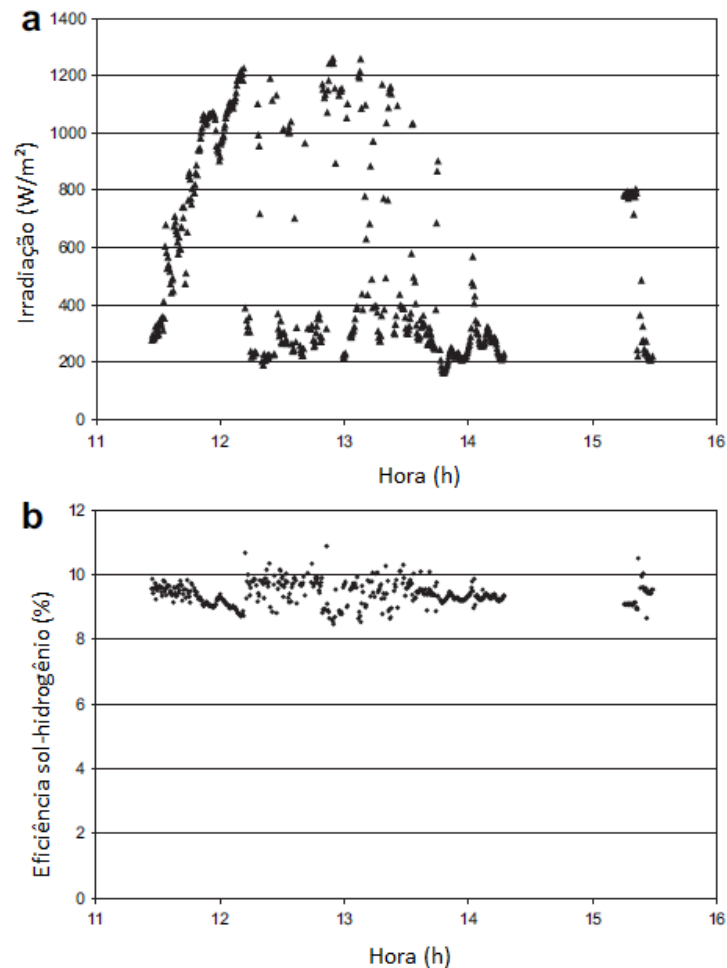 a
1400
1200
1000
800
600
400
200
0
Irradiação (W/m²)
11 12 13 14 15 16
Hora (h)
b
12
10
8
6
4
2
0
Eficiência sol-hidrogênio (%)
11 12 13 14 15 16
Hora (h)